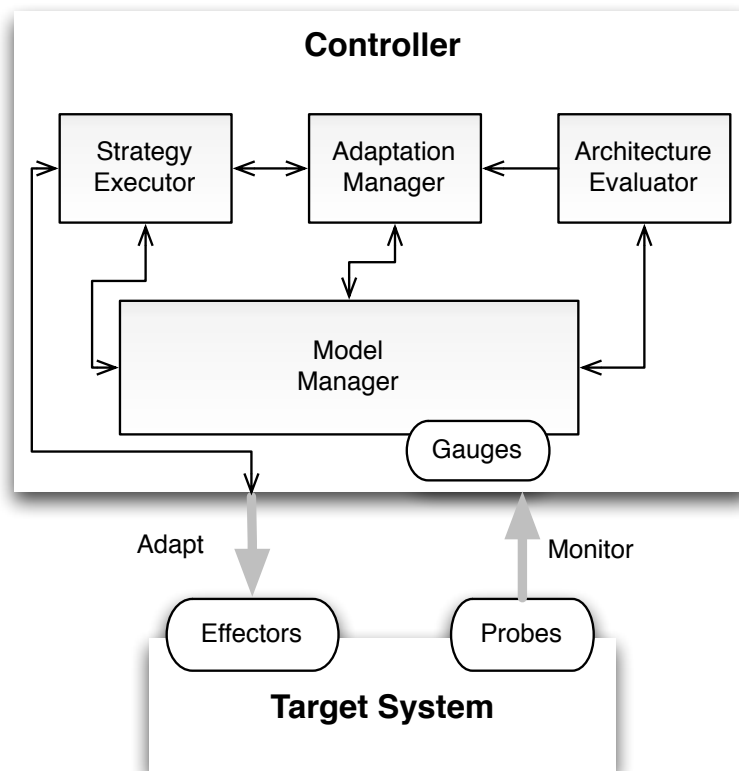 Controller
Strategy
Executor
Adaptation
Manager
Architecture
Evaluator
Model
Manager
Gauges
Adapt
Monitor
Effectors
Probes
Target System